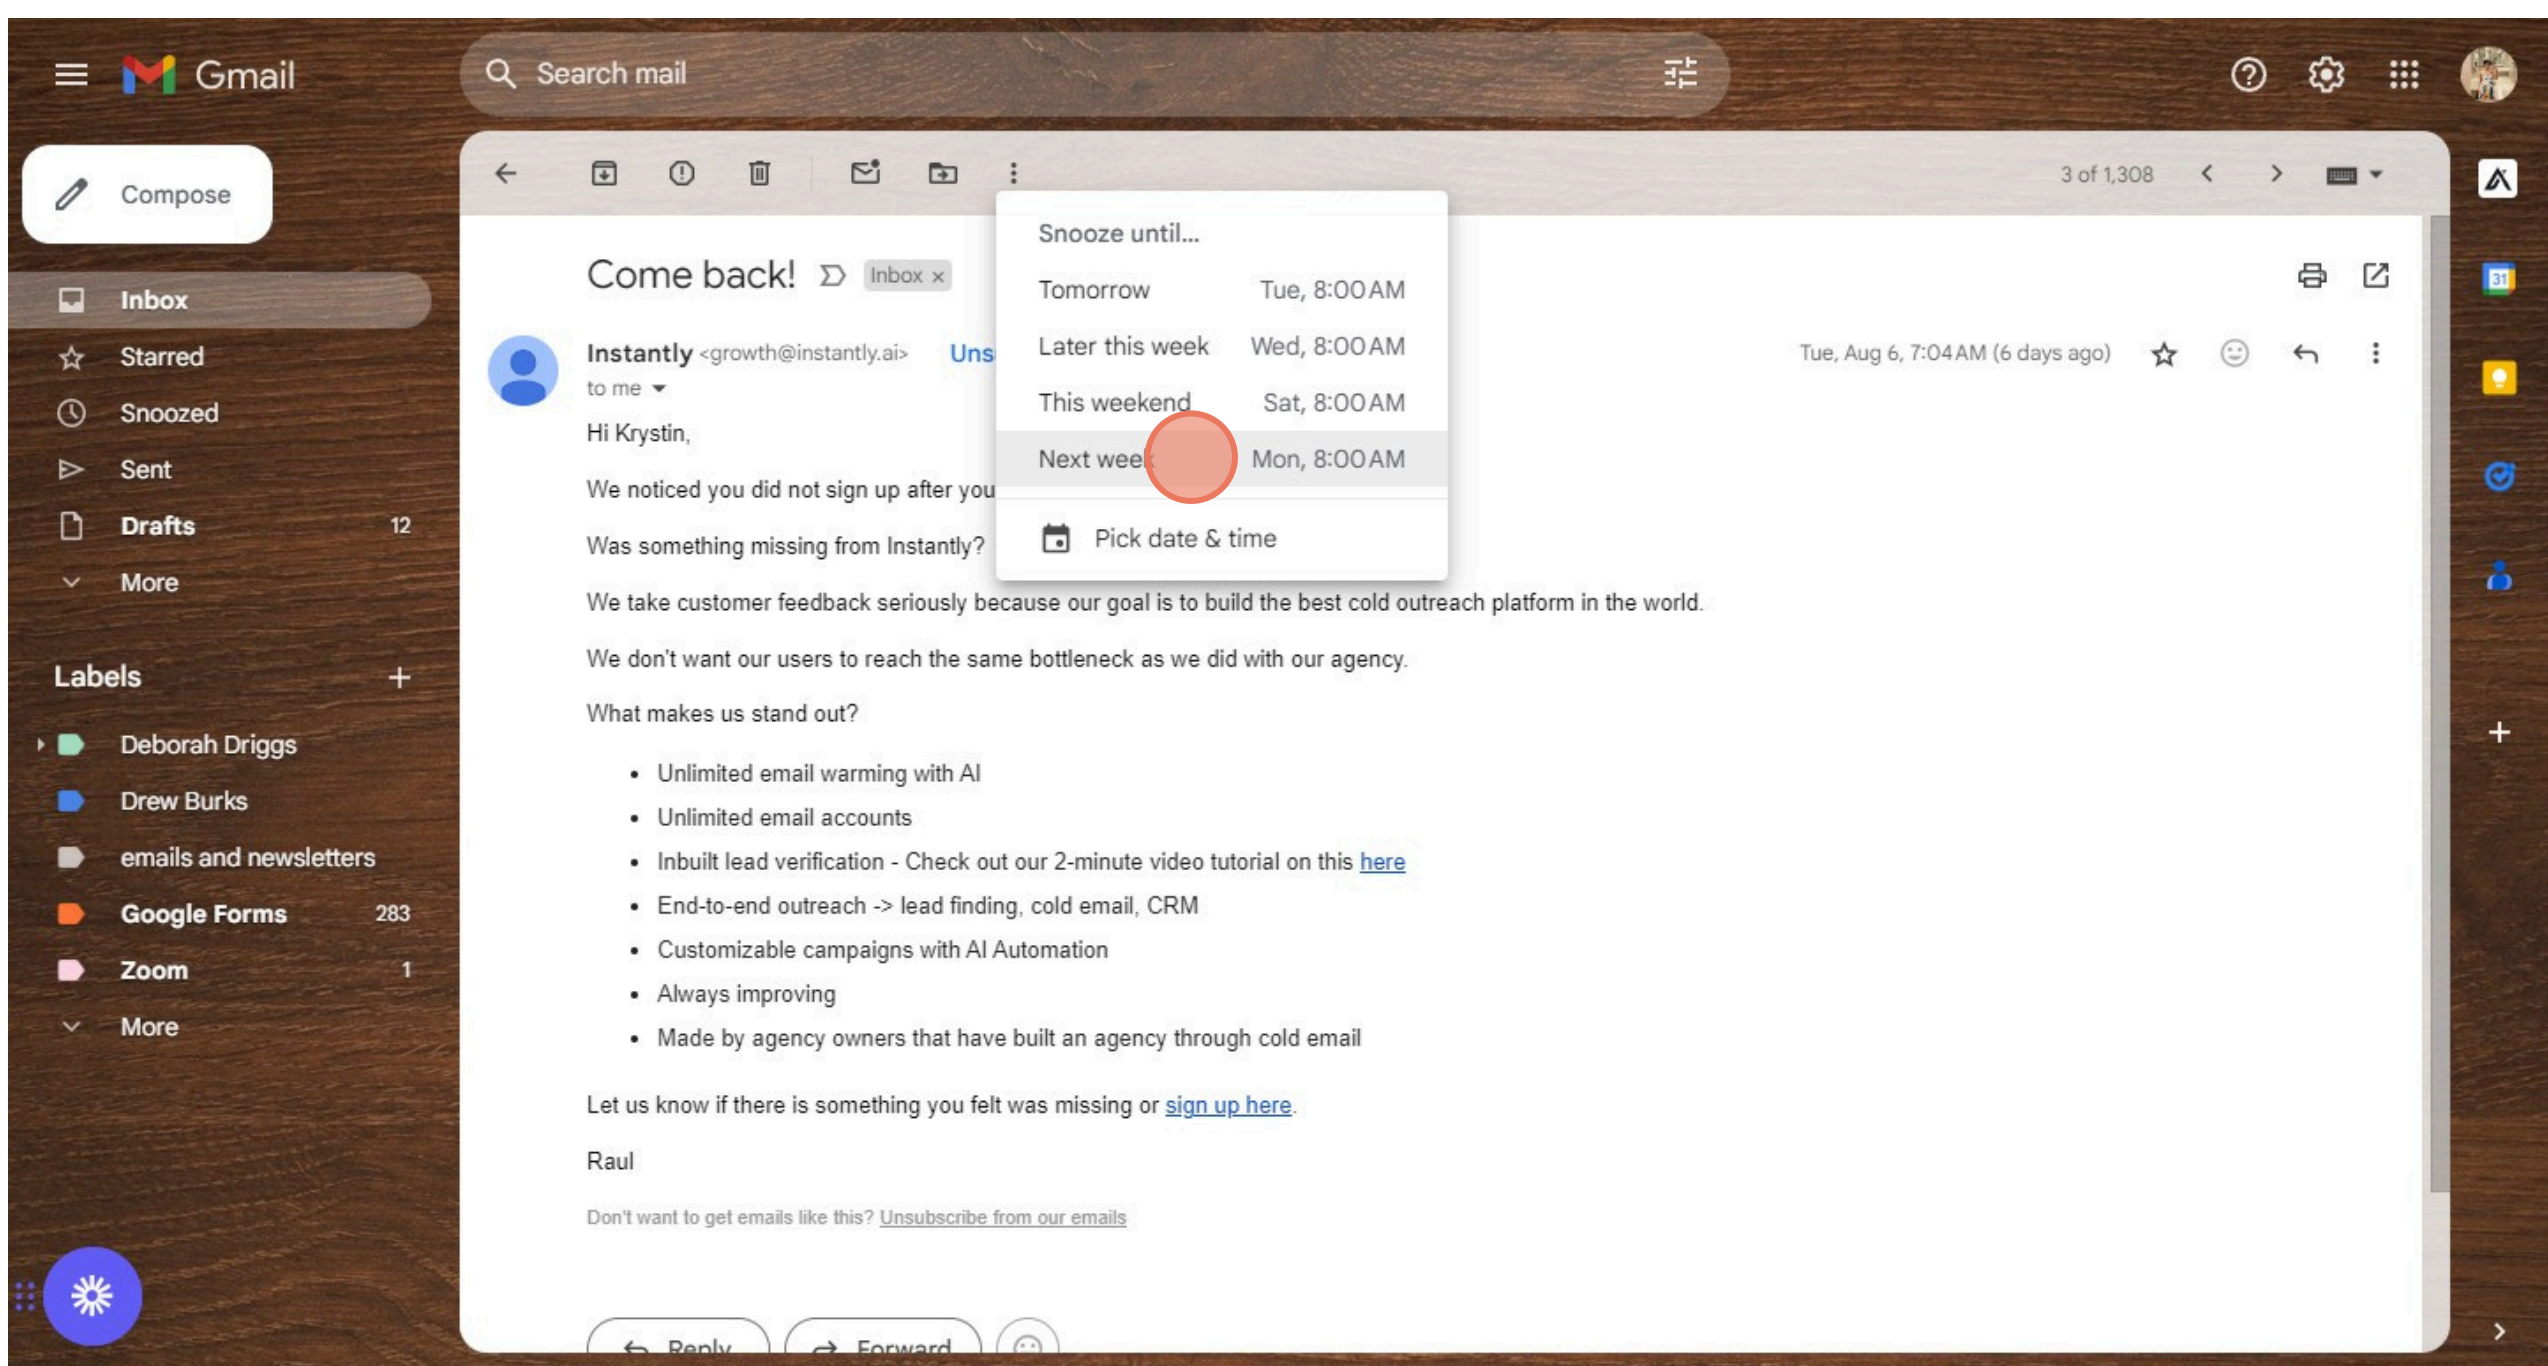 Gmail
Search mail
Compose
3 of 1,308
Inbox
Starred
Snoozed
Sent
Drafts 12
More
Labels
Deborah Driggs
Drew Burks
emails and newsletters
Google Forms 283
Zoom 1
More
Come back! Inbox x
Instantly <growth@instantly.ai> Uns
Tue, Aug 6, 7:04 AM (6 days ago)
to me
Snooze until...
Tomorrow Tue, 8:00 AM
Later this week Wed, 8:00 AM
This weekend Sat, 8:00 AM
Next week Mon, 8:00 AM
Pick date & time
Hi Krystin,
We noticed you did not sign up after you
Was something missing from Instantly?
We take customer feedback seriously because our goal is to build the best cold outreach platform in the world.
We don't want our users to reach the same bottleneck as we did with our agency.
What makes us stand out?
• Unlimited email warming with AI
• Unlimited email accounts
• Inbuilt lead verification - Check out our 2-minute video tutorial on this here
• End-to-end outreach -> lead finding, cold email, CRM
• Customizable campaigns with AI Automation
• Always improving
• Made by agency owners that have built an agency through cold email
Let us know if there is something you felt was missing or sign up here.
Raul
Don't want to get emails like this? Unsubscribe from our emails
Reply
Forward
31